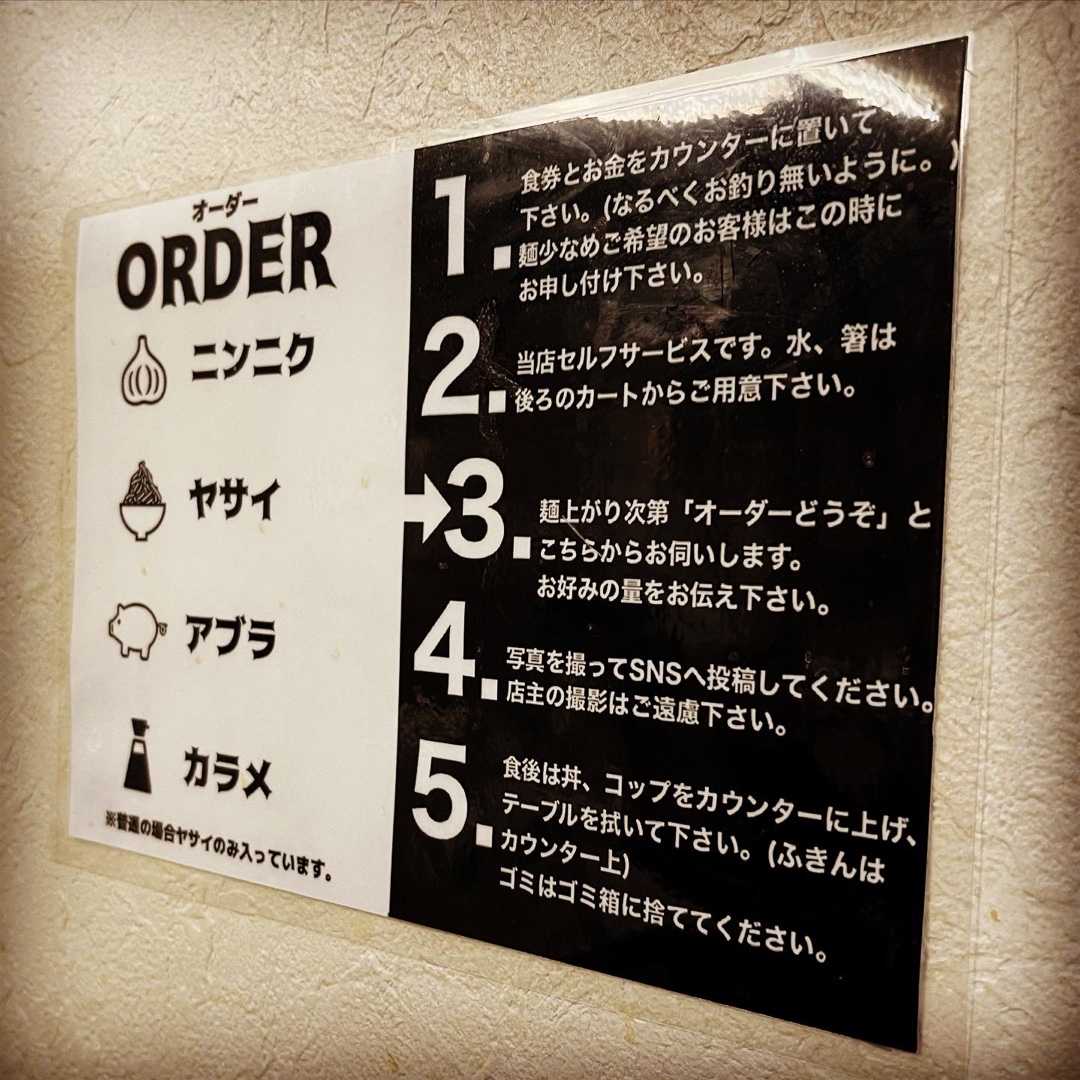 オーダー
ORDER
ニンニク
ヤサイ
アブラ
カラメ
※普通の場合ヤサイのみ入っています。
1. 食券とお金をカウンターに置いて
下さい。(なるべくお釣り無いように。)
麺少なめご希望のお客様はこの時に
お申し付け下さい。
2. 当店セルフサービスです。水、箸は
後ろのカートからご用意下さい。
→3. 麺上がり次第「オーダーどうぞ」と
こちらからお伺いします。
お好みの量をお伝え下さい。
4. 写真を撮ってSNSへ投稿してください。
店主の撮影はご遠慮下さい。
5. 食後は丼、コップをカウンターに上げ、
テーブルを拭いて下さい。(ふきんは
カウンター上)
ゴミはゴミ箱に捨ててください。